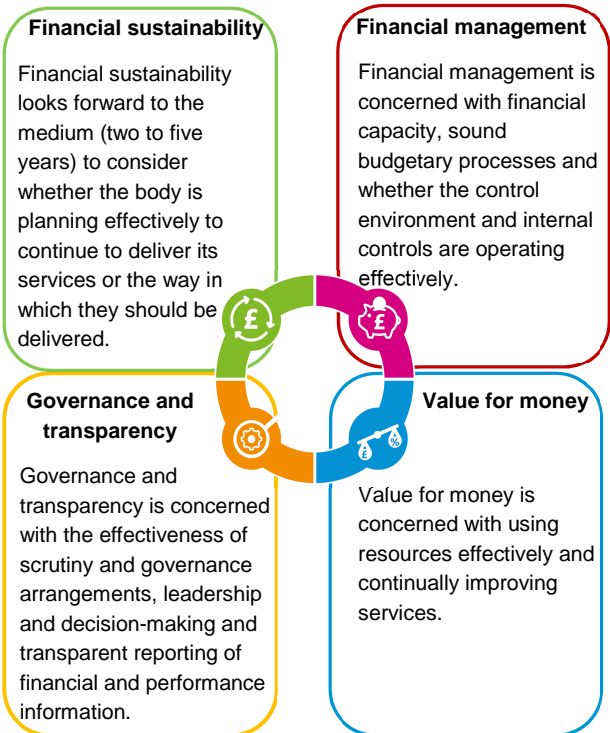 Financial sustainability
Financial sustainability
looks forward to the
medium (two to five
years) to consider
whether the body is
planning effectively to
continue to deliver its
services or the way in
which they should be
delivered.
Financial management
Financial management is
concerned with financial
capacity, sound
budgetary processes and
whether the control
environment and internal
controls are operating
effectively.
£
£
Governance and
transparency
Governance and
transparency is concerned
with the effectiveness of
scrutiny and governance
arrangements, leadership
and decision-making and
transparent reporting of
financial and performance
information.
Value for money
£ %
Value for money is
concerned with using
resources effectively and
continually improving
services.